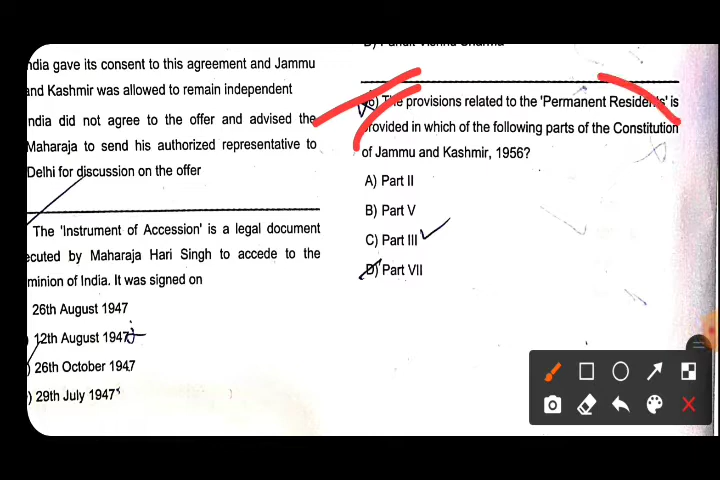 ndia gave its consent to this agreement and Jammu
and Kashmir was allowed to remain independent
ndia did not agree to the offer and advised the
Maharaja to send his authorized representative to
Delhi for discussion on the offer
The 'Instrument of Accession' is a legal document
ecuted by Maharaja Hari Singh to accede to the
minion of India. It was signed on
26th August 1947
) 12th August 1947
) 26th October 1947
) 29th July 1947
The provisions related to the 'Permanent Residents' is
provided in which of the following parts of the Constitution
of Jammu and Kashmir, 1956?
A) Part II
B) Part V
C) Part III
D) Part VII